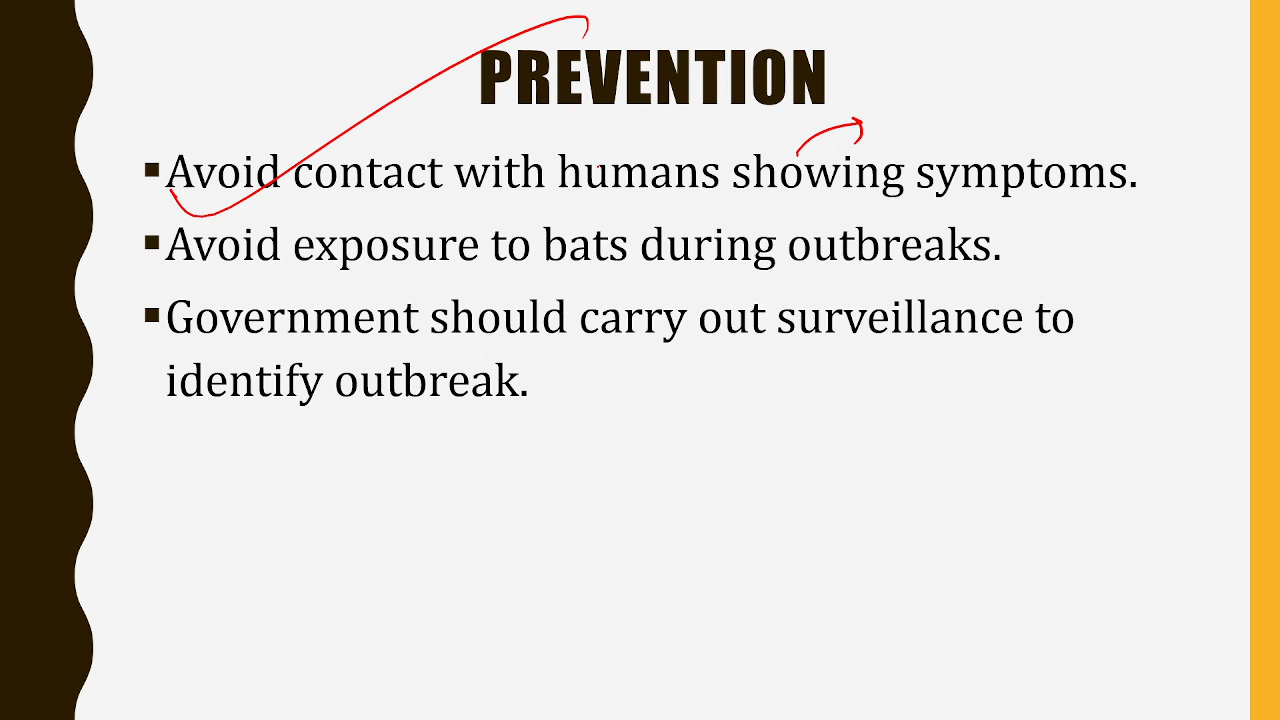 PREVENTION
▪Avoid contact with humans showing symptoms.
▪Avoid exposure to bats during outbreaks.
▪Government should carry out surveillance to
identify outbreak.